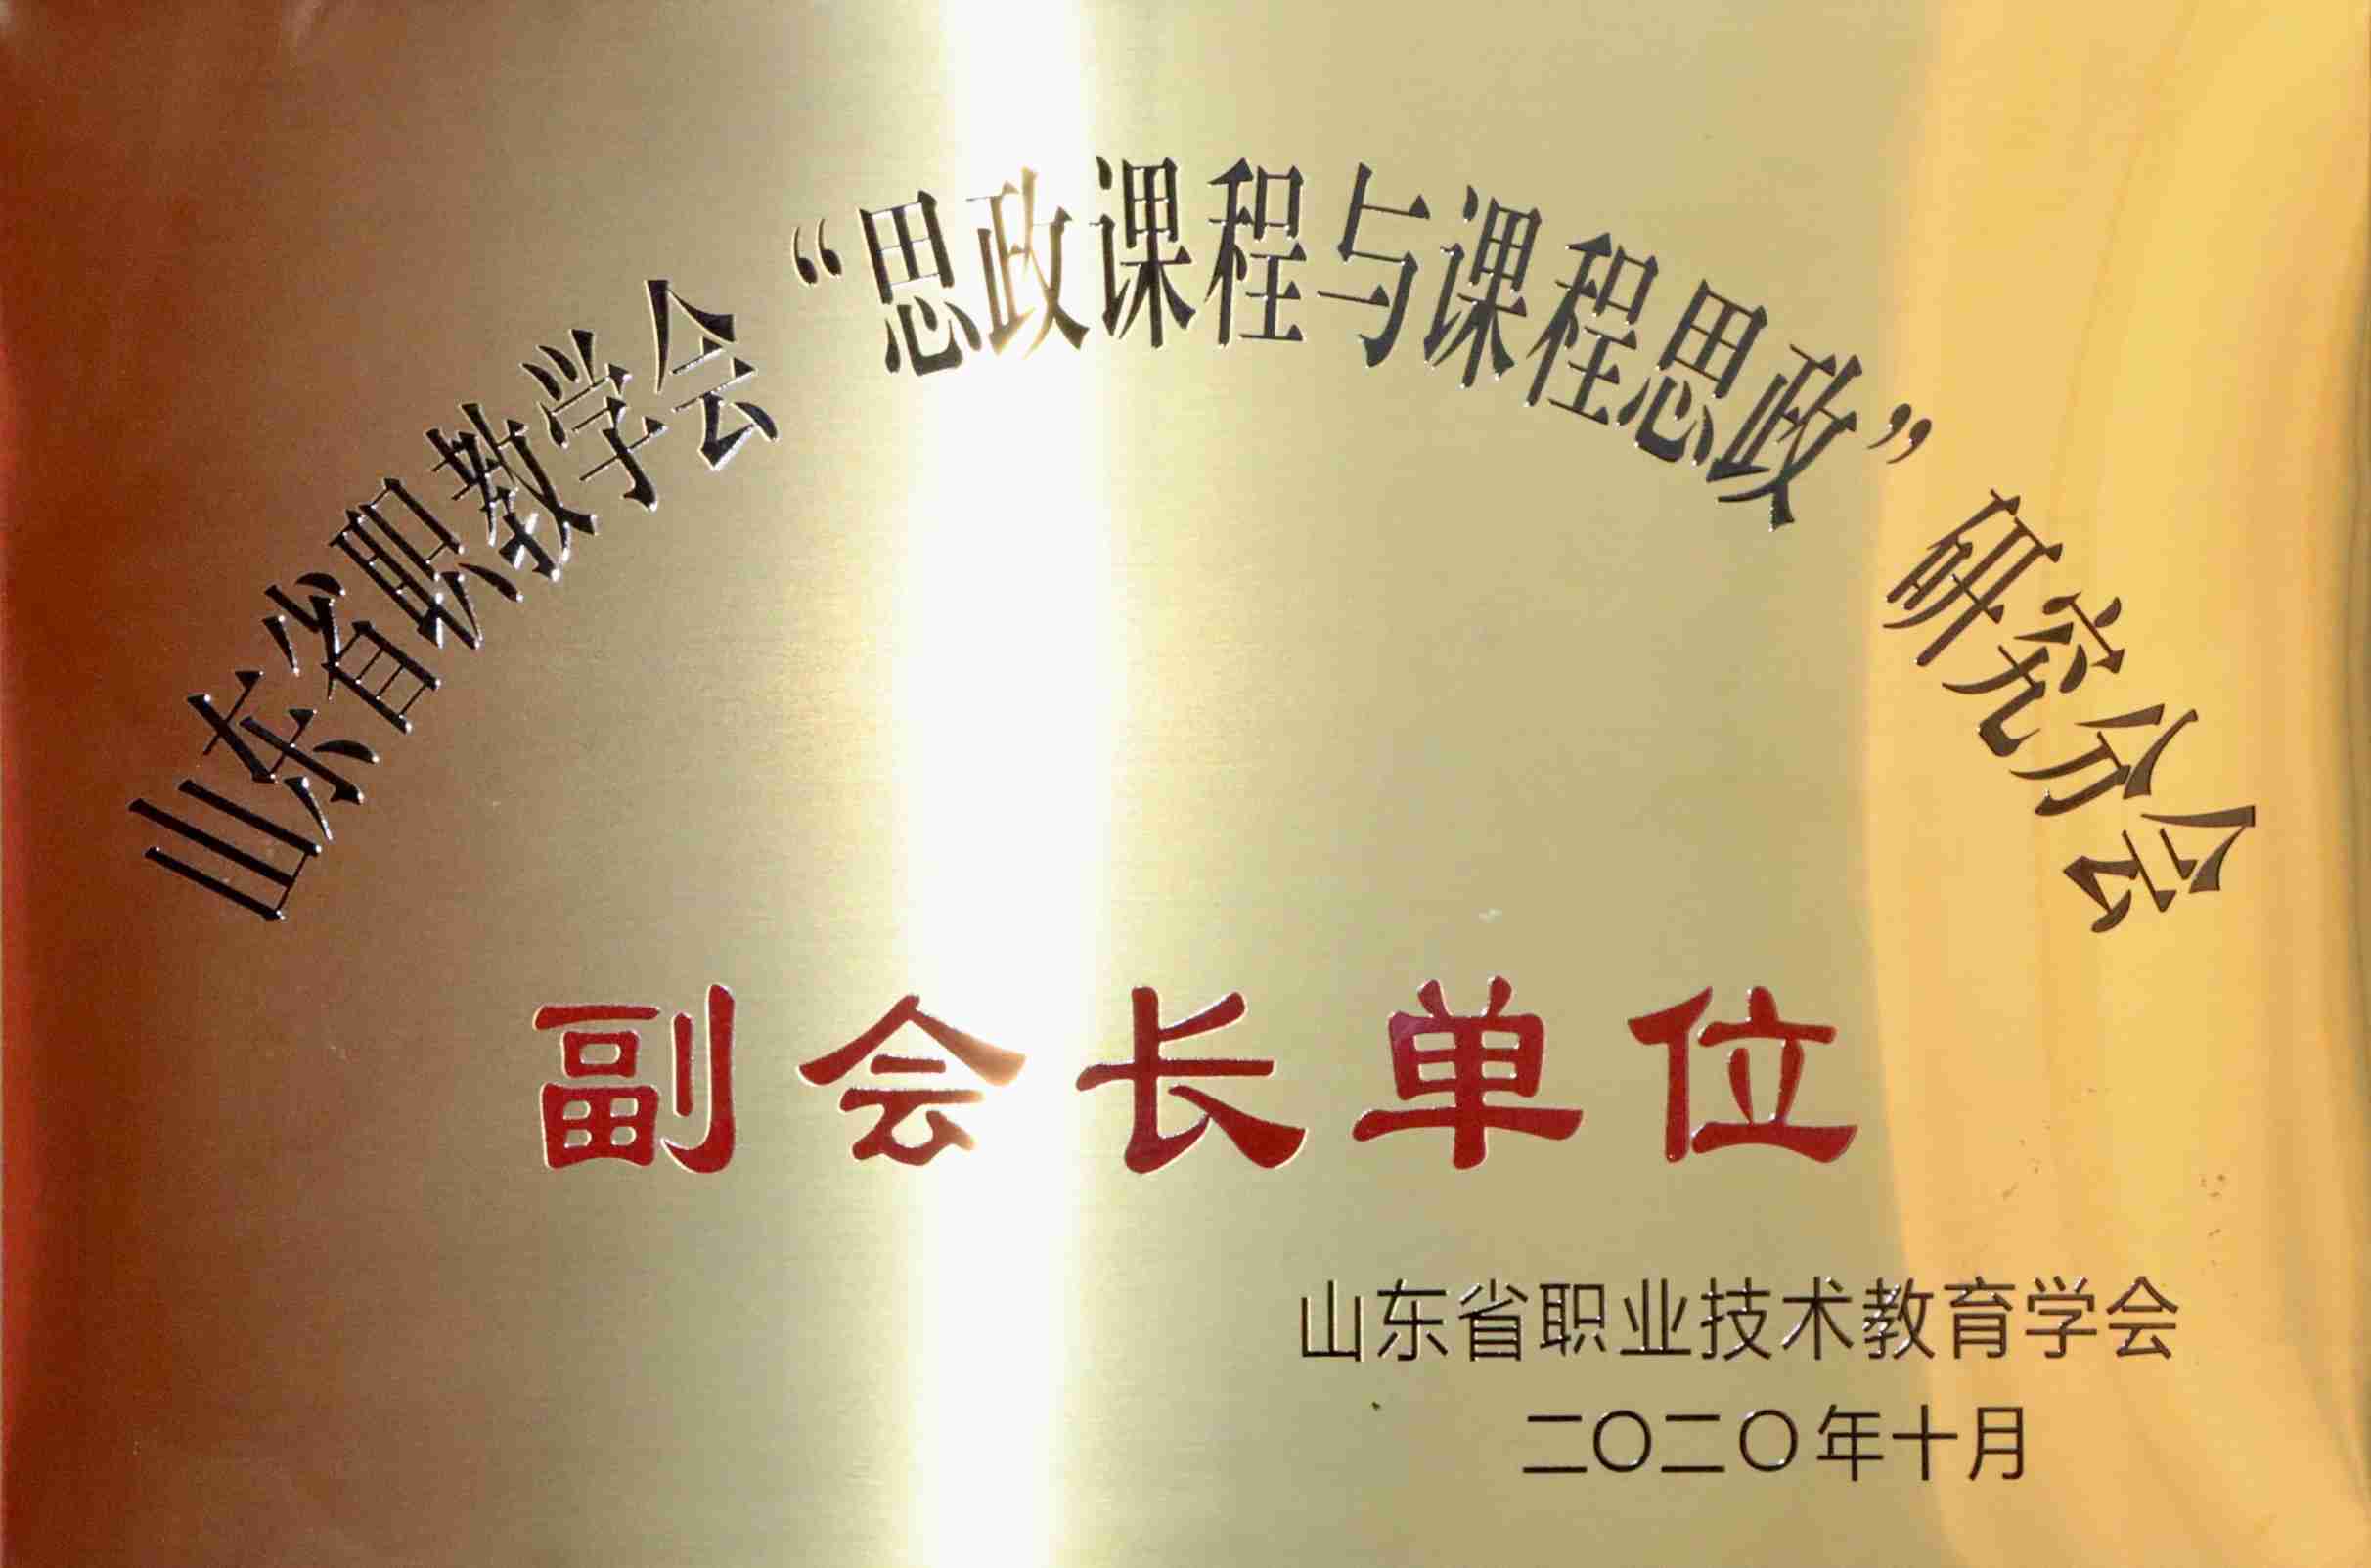 山东省职教学会“思政课程与课程思政”研究分会
副会长单位
山东省职业技术教育学会
二〇二〇年十月